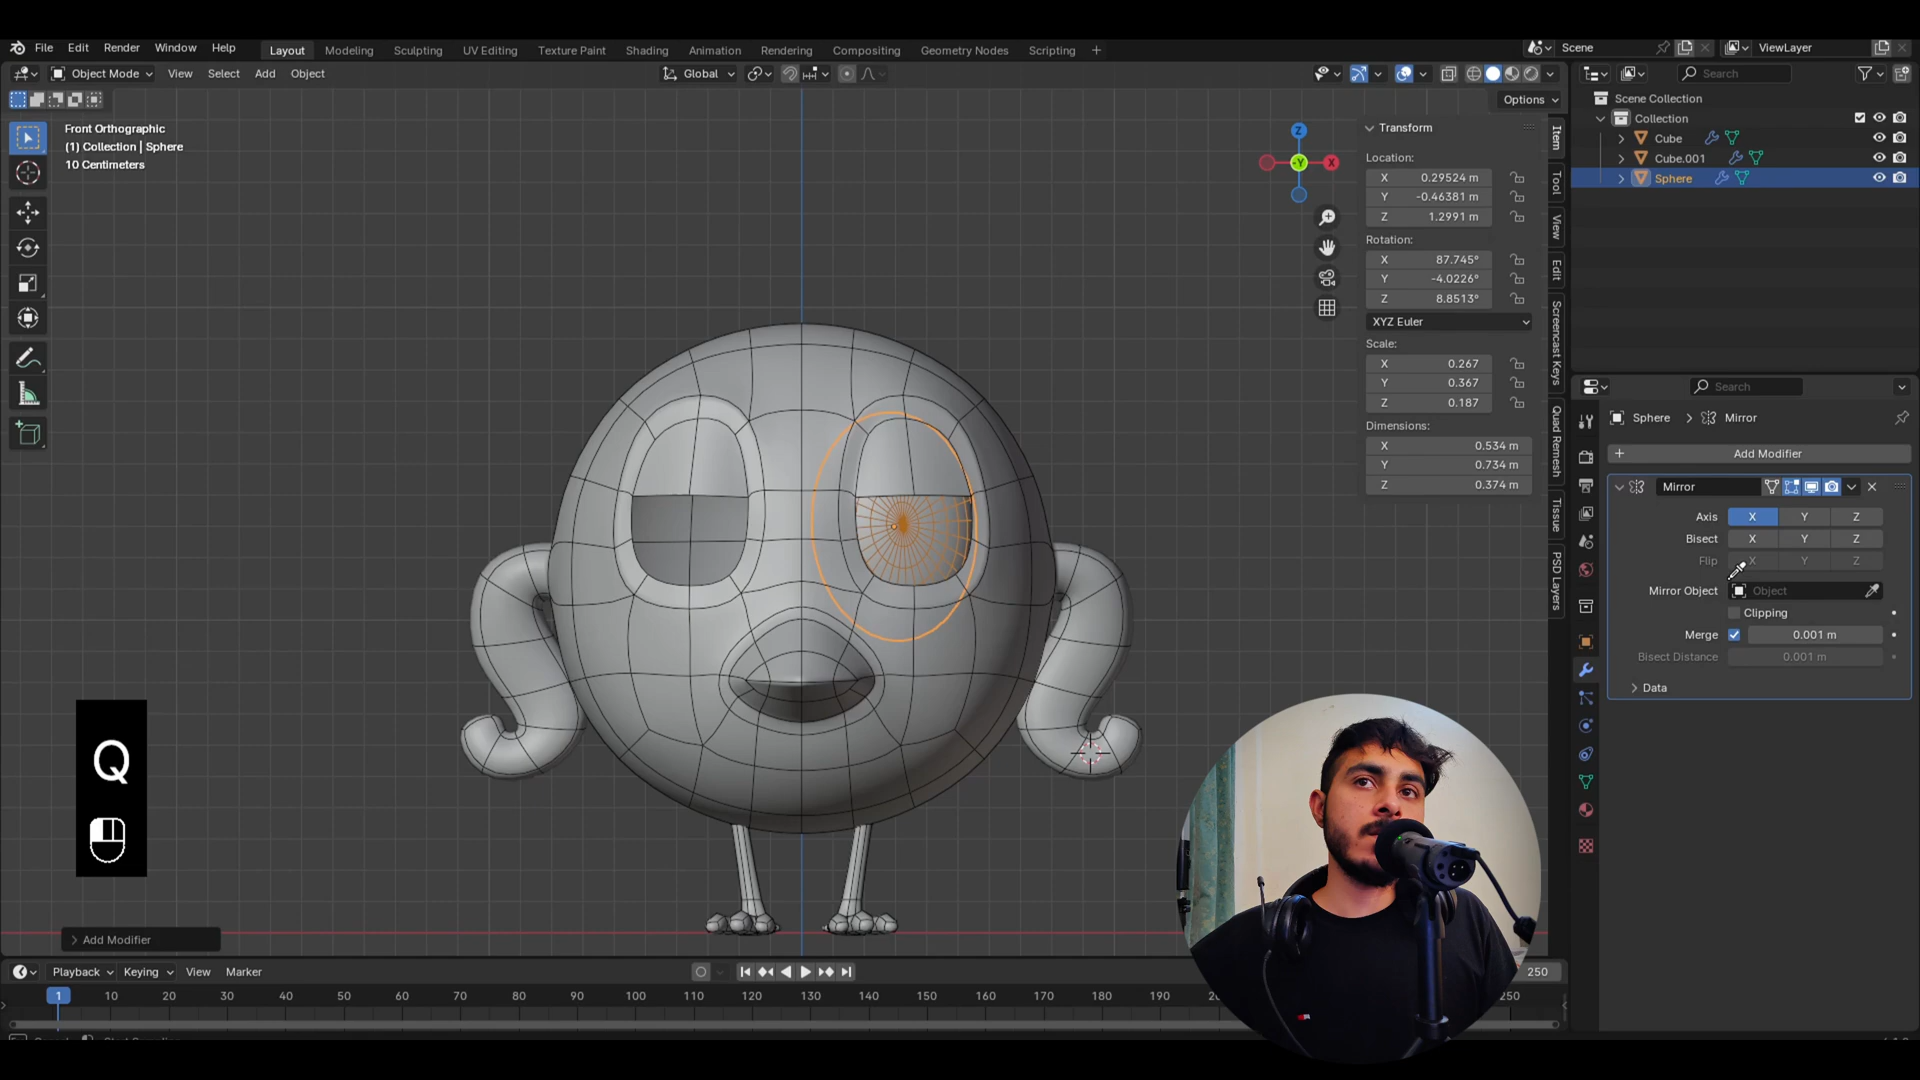 File Edit Render Window Help Layout Modeling Sculpting UV Editing Texture Paint Shading Animation Rendering Compositing Geometry Nodes Scripting + Scene ViewLayer
Object Mode View Select Add Object Global Search
Options
Front Orthographic
(1) Collection | Sphere
10 Centimeters
Z
-Y
X
Transform
Location:
X 0.29524 m
Y -0.46381 m
Z 1.2991 m
Rotation:
X 87.745°
Y -4.0226°
Z 8.8513°
XYZ Euler
Scale:
X 0.267
Y 0.367
Z 0.187
Dimensions:
X 0.534 m
Y 0.734 m
Z 0.374 m
Item
Tool
View
Edit
Screencast Keys
Quad Remesh
Tissue
PSD Layers
Scene Collection
Collection
Cube
Cube.001
Sphere
Search
Sphere > Mirror
+ Add Modifier
Mirror
Axis X Y Z
Bisect X Y Z
Flip X Y Z
Mirror Object Object
Clipping
Merge 0.001 m
Bisect Distance 0.001 m
Data
Q
Add Modifier
Playback Keying View Marker 250
1 10 20 30 40 50 60 70 80 90 100 110 120 130 140 150 160 170 180 190 250